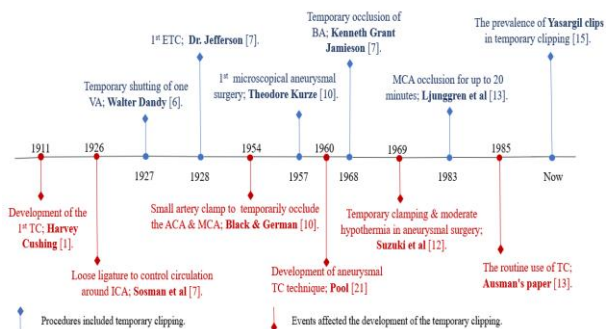 Temporary occlusion of
BA; Kenneth Grant
Jamieson [7].
The prevalence of Yasargil clips
in temporary clipping [15].
1st ETC; Dr. Jefferson [7].
Temporary shutting of one
VA; Walter Dandy [6].
1st microscopical aneurysmal
surgery; Theodore Kurze [10].
MCA occlusion for up to 20
minutes; Ljunggren et al [13].
1911 1926 1954 1960 1969 1985
1927 1928 1957 1968 1983 Now
Development of the
1st TC; Harvey
Cushing [1].
Small artery clamp to temporarily occlude
the ACA & MCA; Black & German [10].
Temporary clamping & moderate
hypothermia in aneurysmal surgery;
Suzuki et al [12].
Loose ligature to control circulation
around ICA; Sosman et al [7].
Development of aneurysmal
TC technique; Pool [21]
The routine use of TC;
Ausman's paper [13].
Procedures included temporary clipping.
Events affected the development of the temporary clipping.